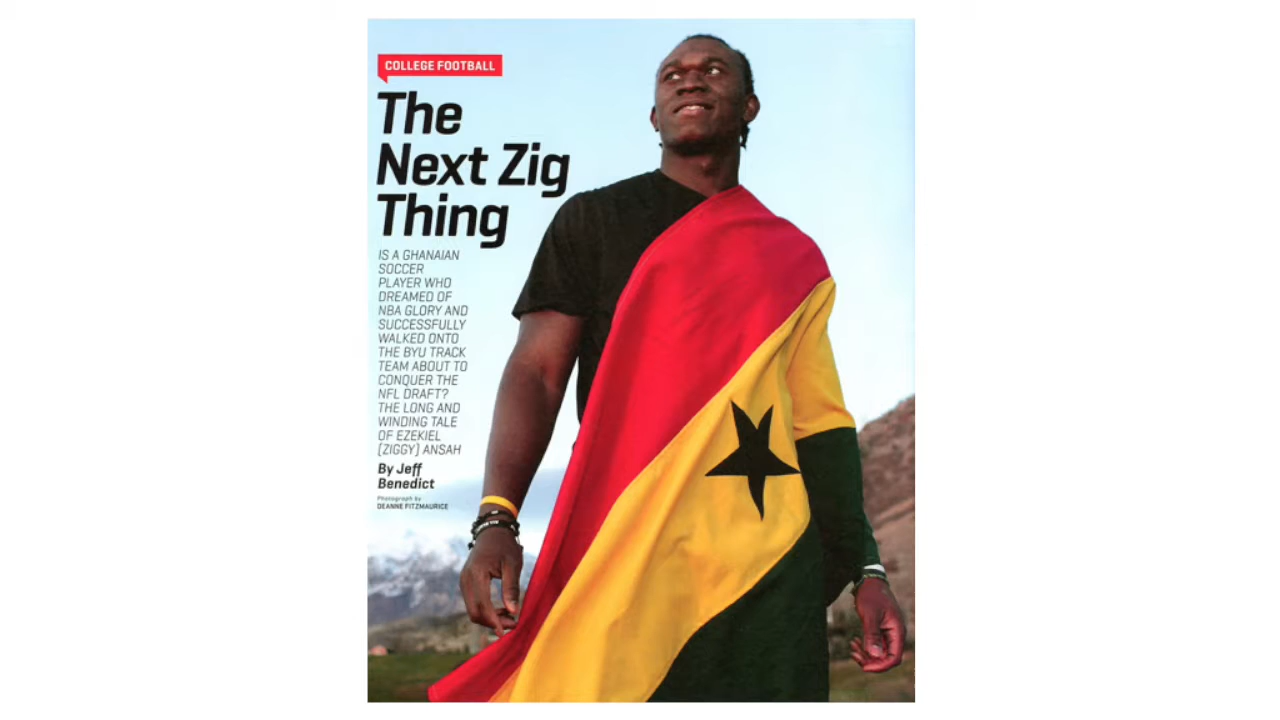 COLLEGE FOOTBALL
The
Next Zig
Thing
IS A GHANAIAN
SOCCER
PLAYER WHO
DREAMED OF
NBA GLORY AND
SUCCESSFULLY
WALKED ONTO
THE BYU TRACK
TEAM ABOUT TO
CONQUER THE
NFL DRAFT?
THE LONG AND
WINDING TALE
OF EZEKIEL
(ZIGGY) ANSAH
By Jeff
Benedict
Photograph by
DEANNE FITZMAURICE